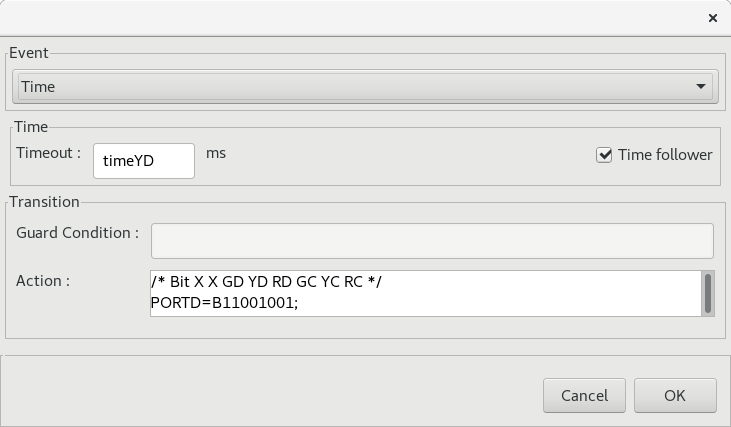 Event
Time
Time
Timeout :
timeYD
ms
Time follower
Transition
Guard Condition :
Action :
/* Bit X X GD YD RD GC YC RC */
PORTD=B11001001;
Cancel
OK